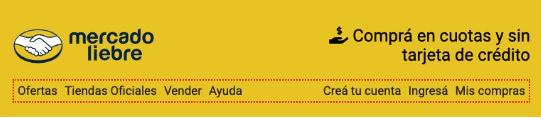 mercado
liebre
Comprá en cuotas y sin
tarjeta de crédito
Ofertas Tiendas Oficiales Vender Ayuda
Creá tu cuenta Ingresá Mis compras